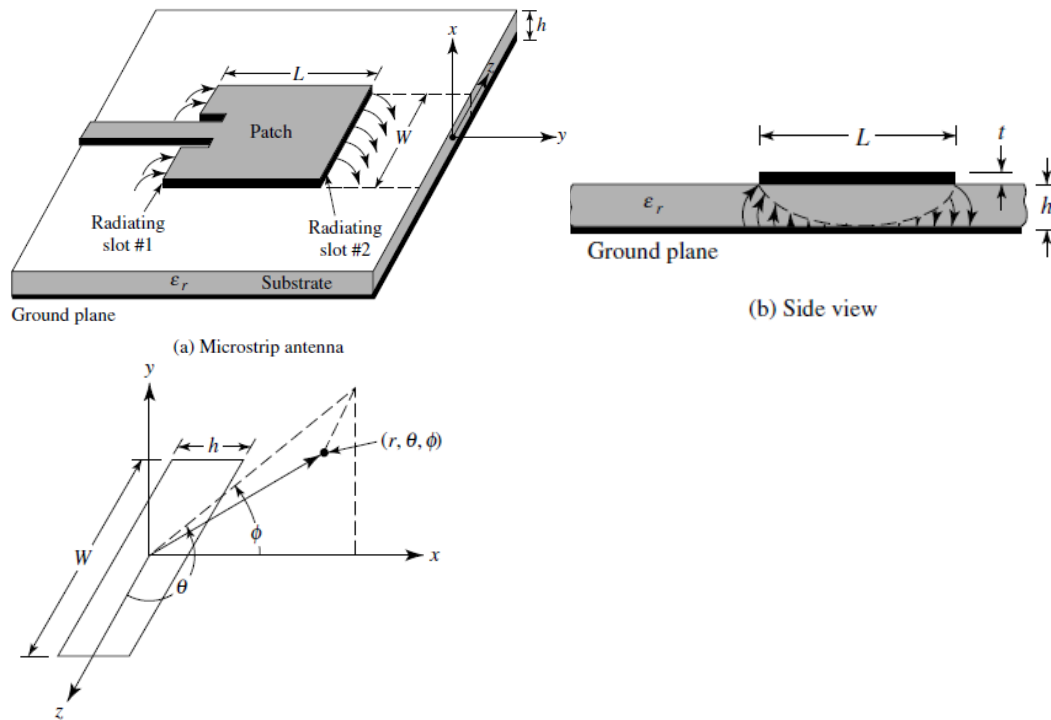 x
h
L
z
Patch
W
y
Radiating
slot #1
Radiating
slot #2
εr
Substrate
Ground plane
(a) Microstrip antenna
L
t
εr
h
Ground plane
(b) Side view
y
h
(r, θ, ϕ)
W
ϕ
x
θ
z